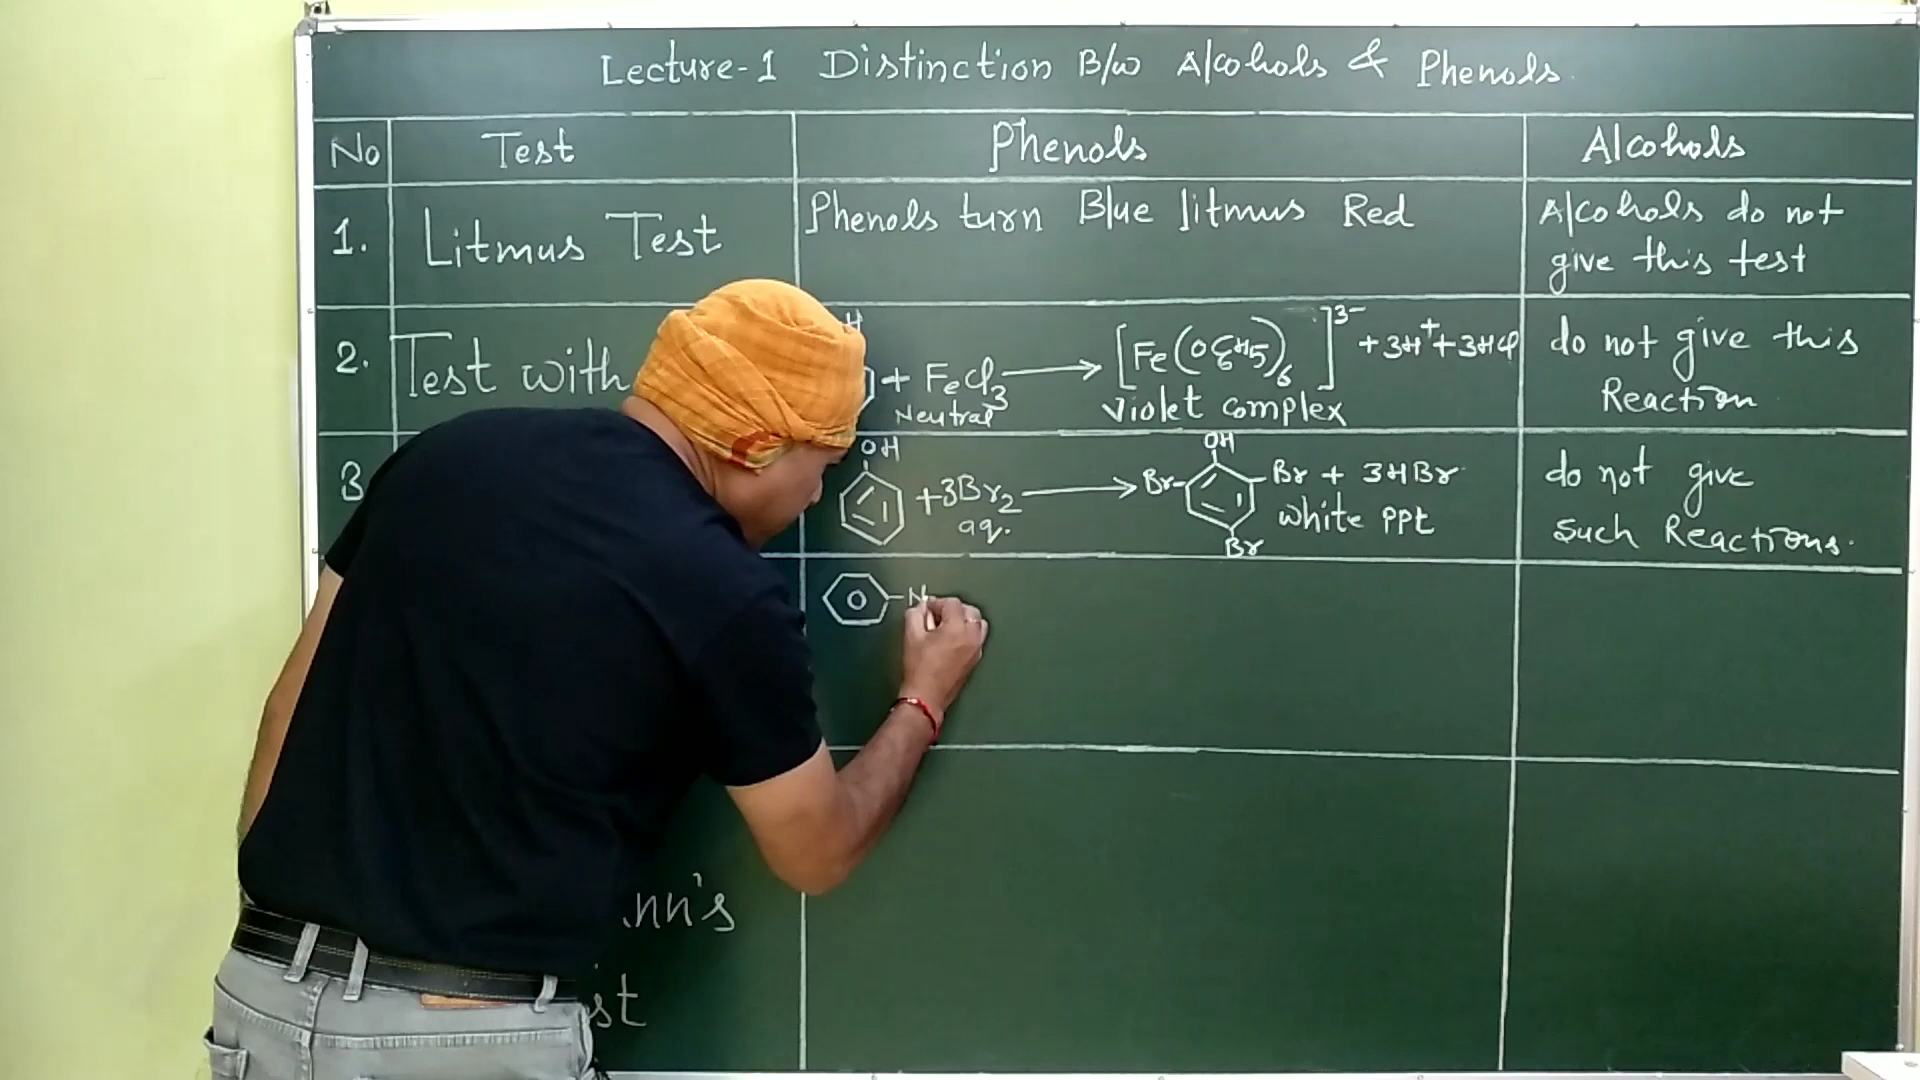 Lecture-1 Distinction B/w Alcohols & Phenols
No Test Phenols Alcohols
1. Litmus Test Phenols turn Blue litmus Red Alcohols do not
give this test
2. Test with H + FeCl3 → [Fe(OC6H5)6]3- + 3H+ + 3HCl do not give this
Neutral Violet complex Reaction
3 OH OH
+ 3Br2 → Br- Br + 3HBr do not give
aq. white ppt such Reactions.
Br
N